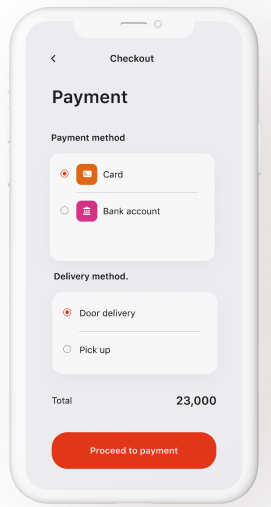 Checkout
Payment
Payment method
Card
Bank account
Delivery method.
Door delivery
Pick up
Total 23,000
Proceed to payment